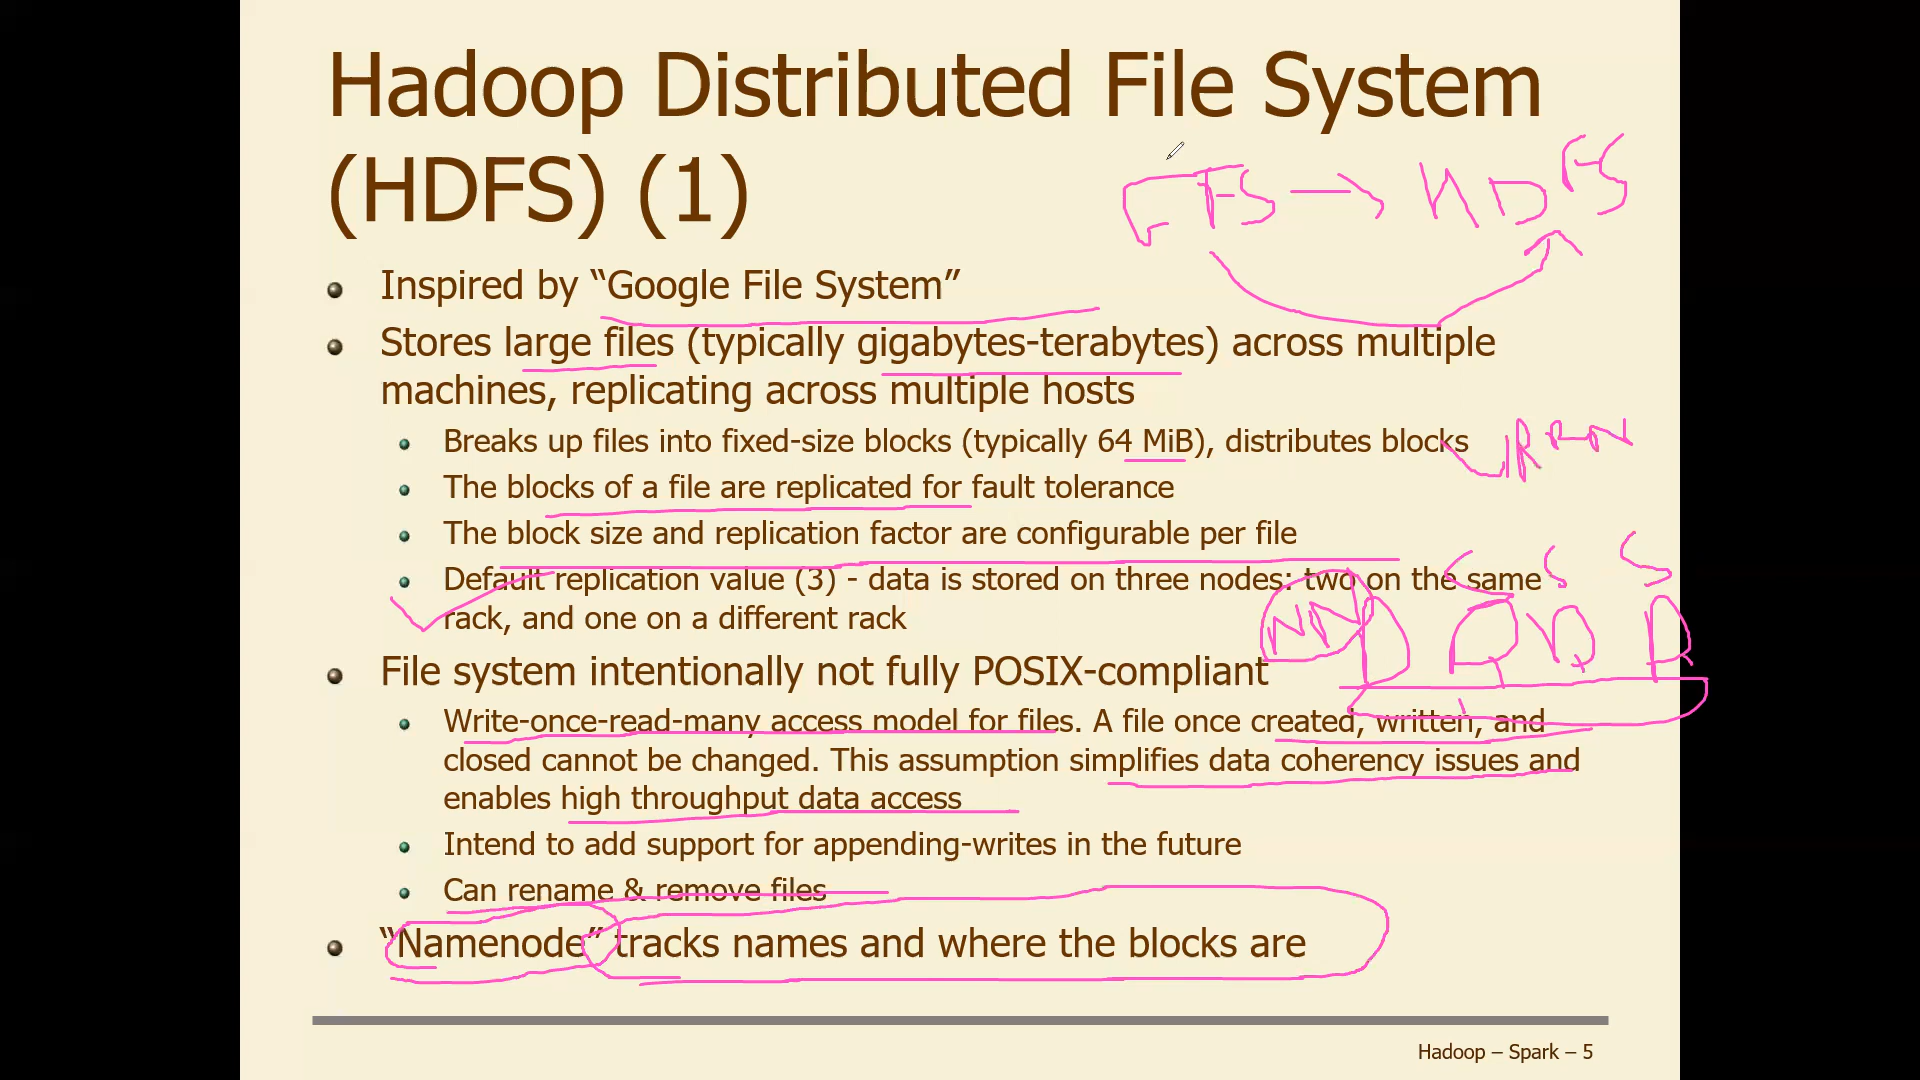 Hadoop Distributed File System
(HDFS) (1)
GFS → HDFS
Inspired by “Google File System”
Stores large files (typically gigabytes-terabytes) across multiple
machines, replicating across multiple hosts
Breaks up files into fixed-size blocks (typically 64 MiB), distributes blocks
The blocks of a file are replicated for fault tolerance
The block size and replication factor are configurable per file
Default replication value (3) - data is stored on three nodes: two on the same
rack, and one on a different rack
NN D D D D
File system intentionally not fully POSIX-compliant
Write-once-read-many access model for files. A file once created, written, and
closed cannot be changed. This assumption simplifies data coherency issues and
enables high throughput data access
Intend to add support for appending-writes in the future
Can rename & remove files
“Namenode” tracks names and where the blocks are
Hadoop – Spark – 5